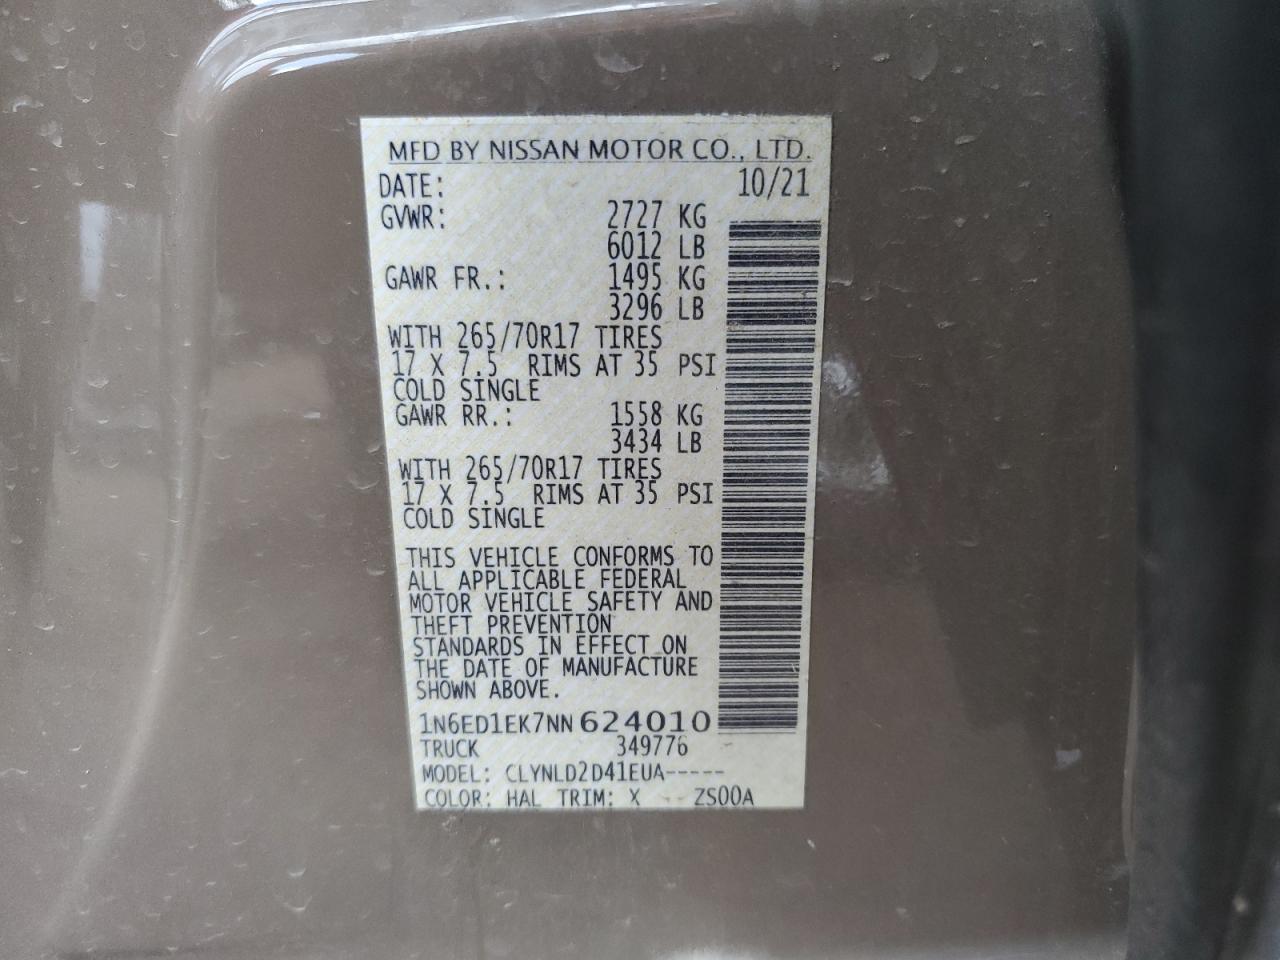 MFD BY NISSAN MOTOR CO., LTD.
DATE: 10/21
GVWR: 2727 KG
6012 LB
GAWR FR.: 1495 KG
3296 LB
WITH 265/70R17 TIRES
17 X 7.5 RIMS AT 35 PSI
COLD SINGLE
GAWR RR.: 1558 KG
3434 LB
WITH 265/70R17 TIRES
17 X 7.5 RIMS AT 35 PSI
COLD SINGLE
THIS VEHICLE CONFORMS TO
ALL APPLICABLE FEDERAL
MOTOR VEHICLE SAFETY AND
THEFT PREVENTION
STANDARDS IN EFFECT ON
THE DATE OF MANUFACTURE
SHOWN ABOVE.
1N6ED1EK7NN624010
TRUCK 349776
MODEL: CLYNLD2D41EUA-----
COLOR: HAL TRIM: X ZS00A